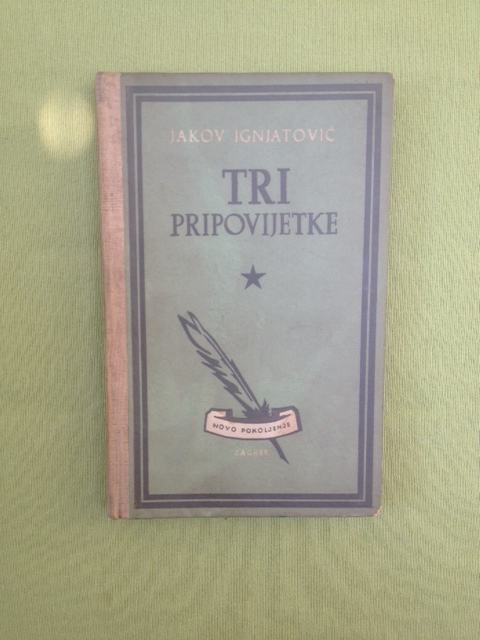 JAKOV IGNJATOVIĆ
TRI
PRIPOVIJETKE
NOVO POKOLJENJE
ZAGREB